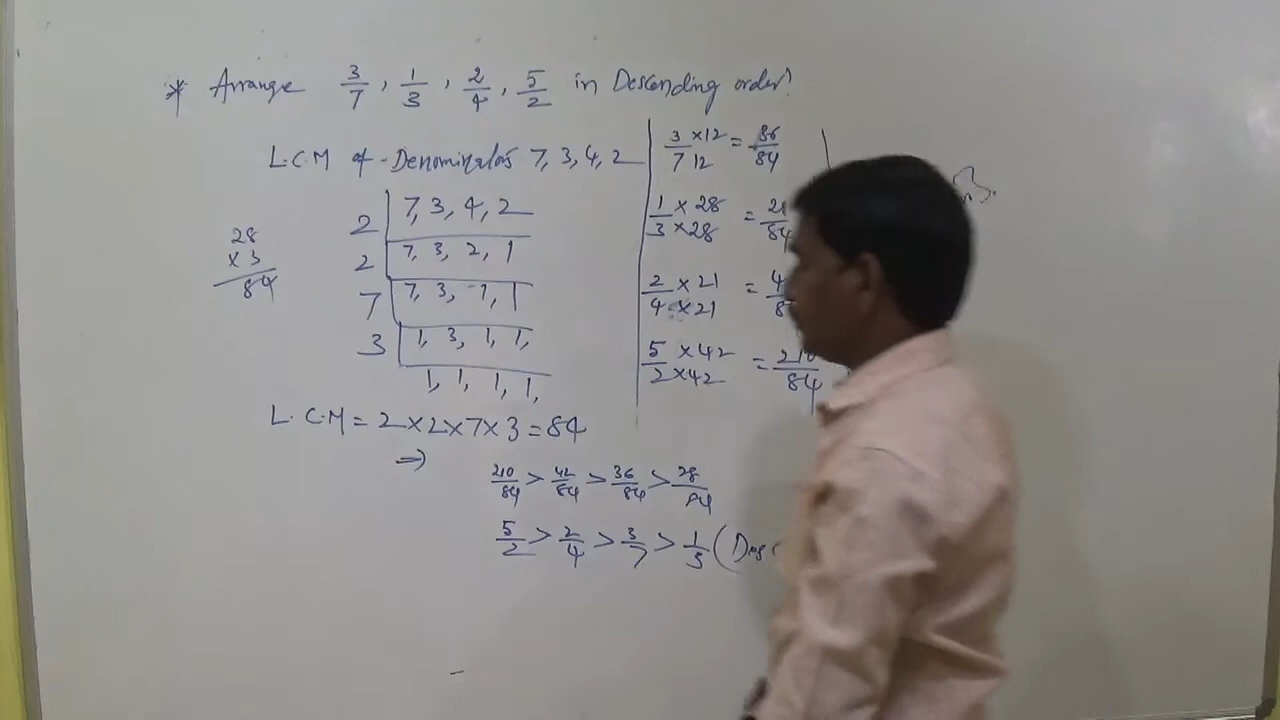 * Arrange 3/7, 1/3, 2/4, 5/2 in Descending order?
L.C.M of Denominators 7, 3, 4, 2
2 | 7, 3, 4, 2
2 | 7, 3, 2, 1
7 | 7, 3, 1, 1
3 | 1, 3, 1, 1,
1, 1, 1, 1,
28
x 3
84
L.C.M = 2 x 2 x 7 x 3 = 84
⇒
3/7 x 12/12 = 36/84
1/3 x 28/x 28 = 28/84
2/4 x 21/x 21 =
5/2 x 42/x 42 = 210/84
210/84 > 42/84 > 36/84 > 28/84
5/2 > 2/4 > 3/7 > 1/3 (Des